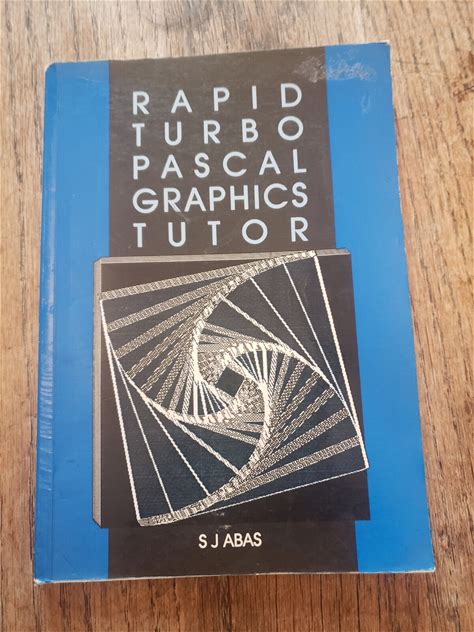 RAPID
TURBO
PASCAL
GRAPHICS
TUTOR
S J ABAS